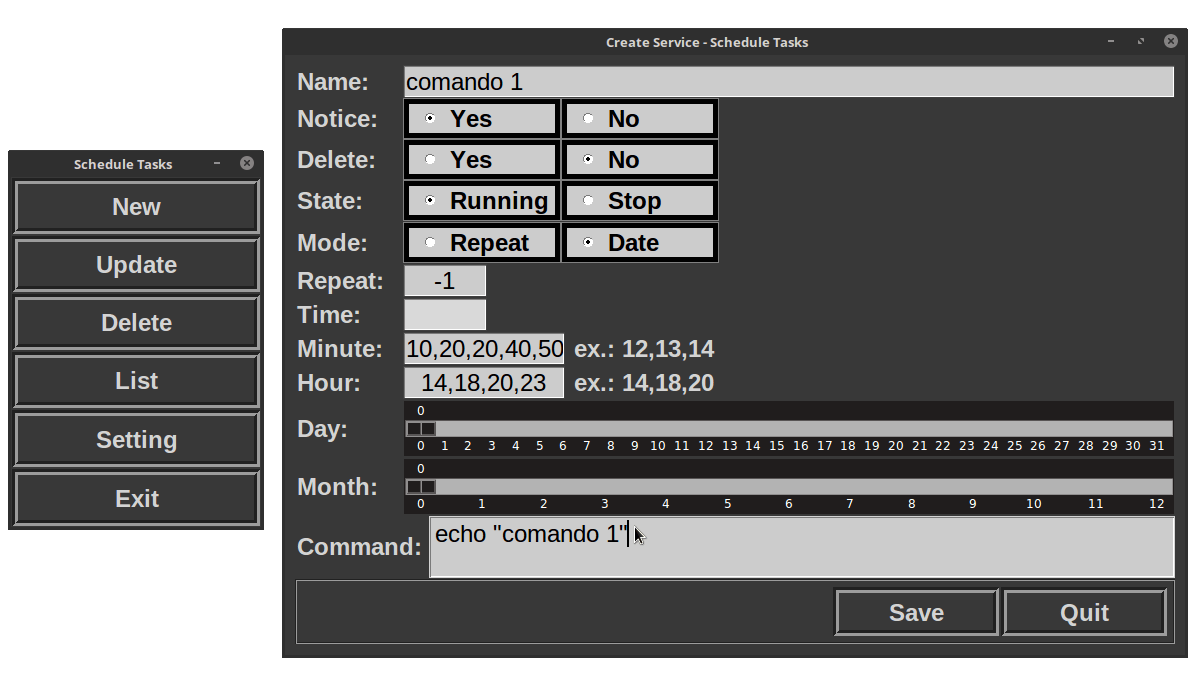 Schedule Tasks
New
Update
Delete
List
Setting
Exit
Create Service - Schedule Tasks
Name: comando 1
Notice: Yes No
Delete: Yes No
State: Running Stop
Mode: Repeat Date
Repeat: -1
Time:
Minute: 10,20,20,40,50 ex.: 12,13,14
Hour: 14,18,20,23 ex.: 14,18,20
0
Day:
0 1 2 3 4 5 6 7 8 9 10 11 12 13 14 15 16 17 18 19 20 21 22 23 24 25 26 27 28 29 30 31
0
Month:
0 1 2 3 4 5 6 7 8 9 10 11 12
Command: echo "comando 1"
Save Quit